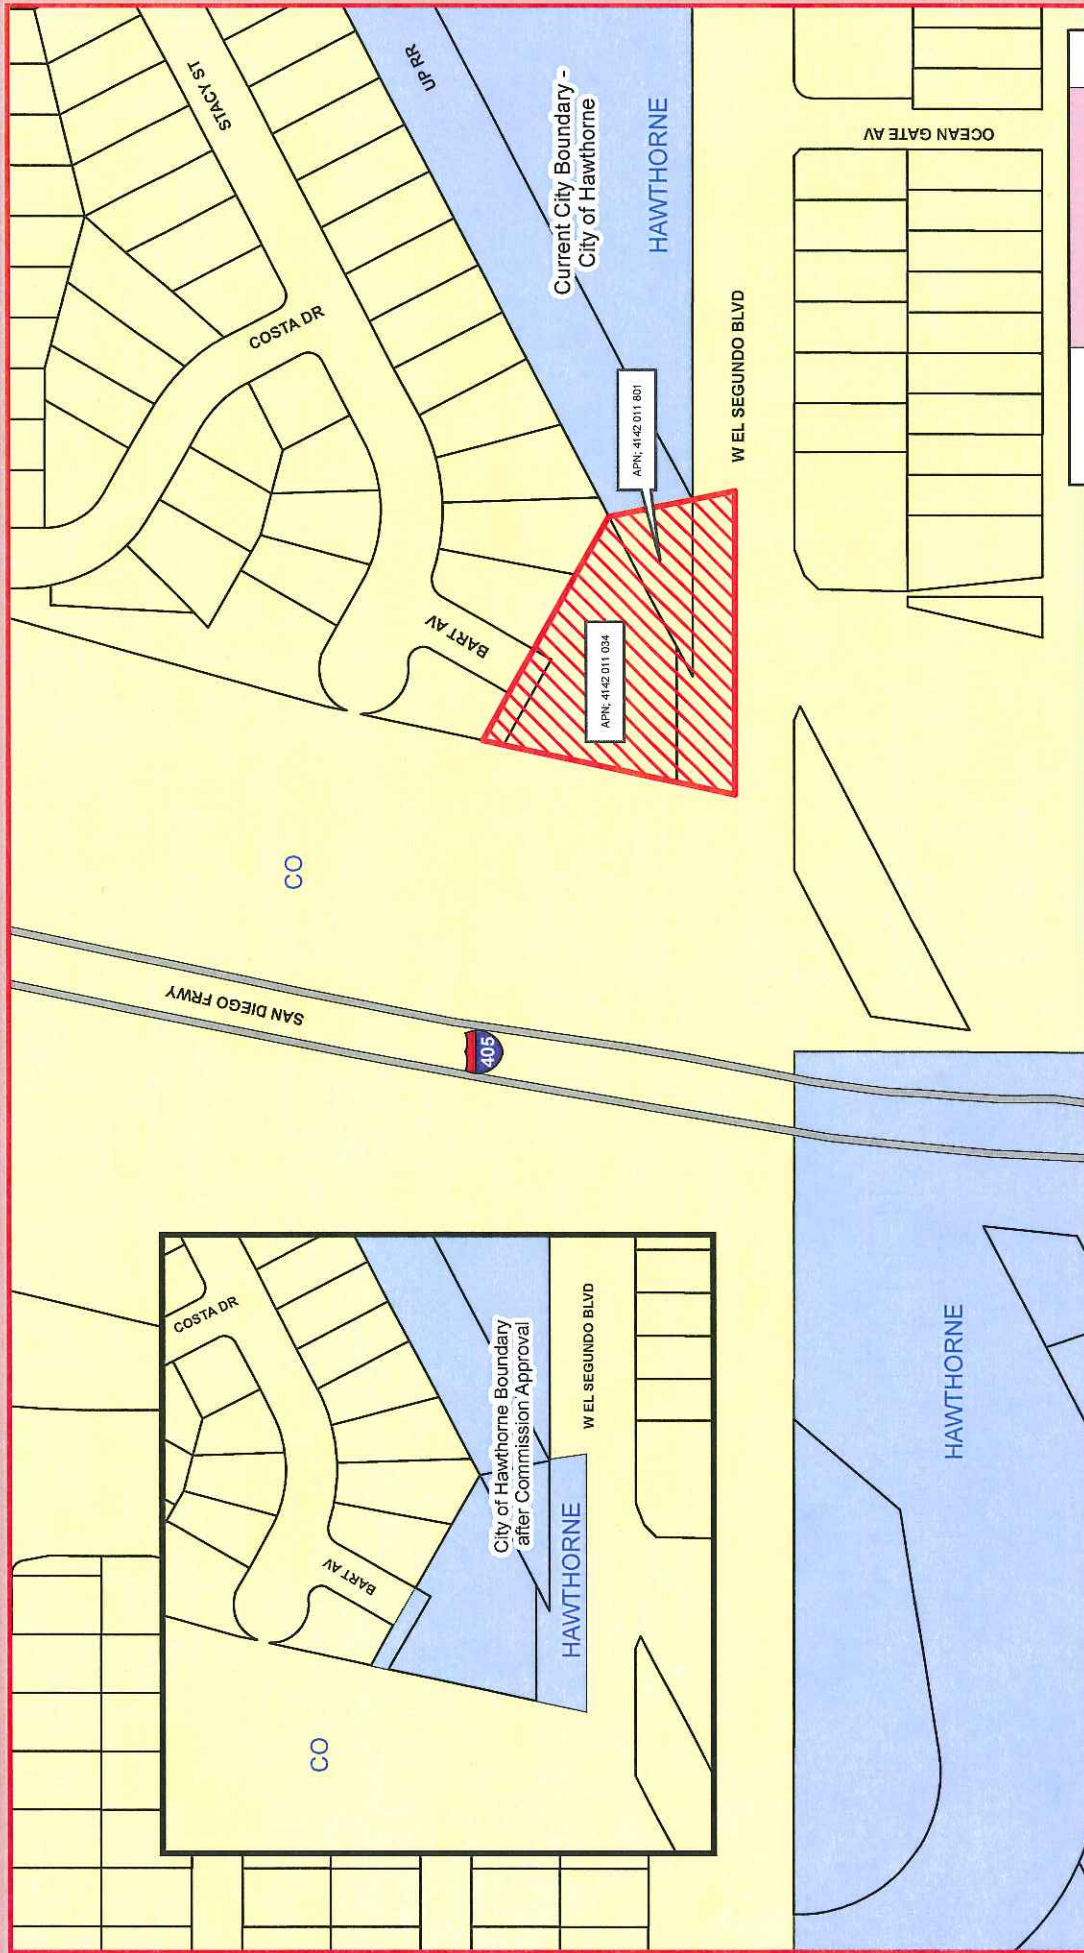 STACY ST
UP RR
COSTA DR
Current City Boundary -
City of Hawthorne
HAWTHORNE
OCEAN GATE AV
BART AV
APN; 4142 011 801
APN; 4142 011 034
W EL SEGUNDO BLVD
CO
SAN DIEGO FRWY
405
COSTA DR
City of Hawthorne Boundary
after Commission Approval
BART AV
HAWTHORNE
W EL SEGUNDO BLVD
CO
HAWTHORNE